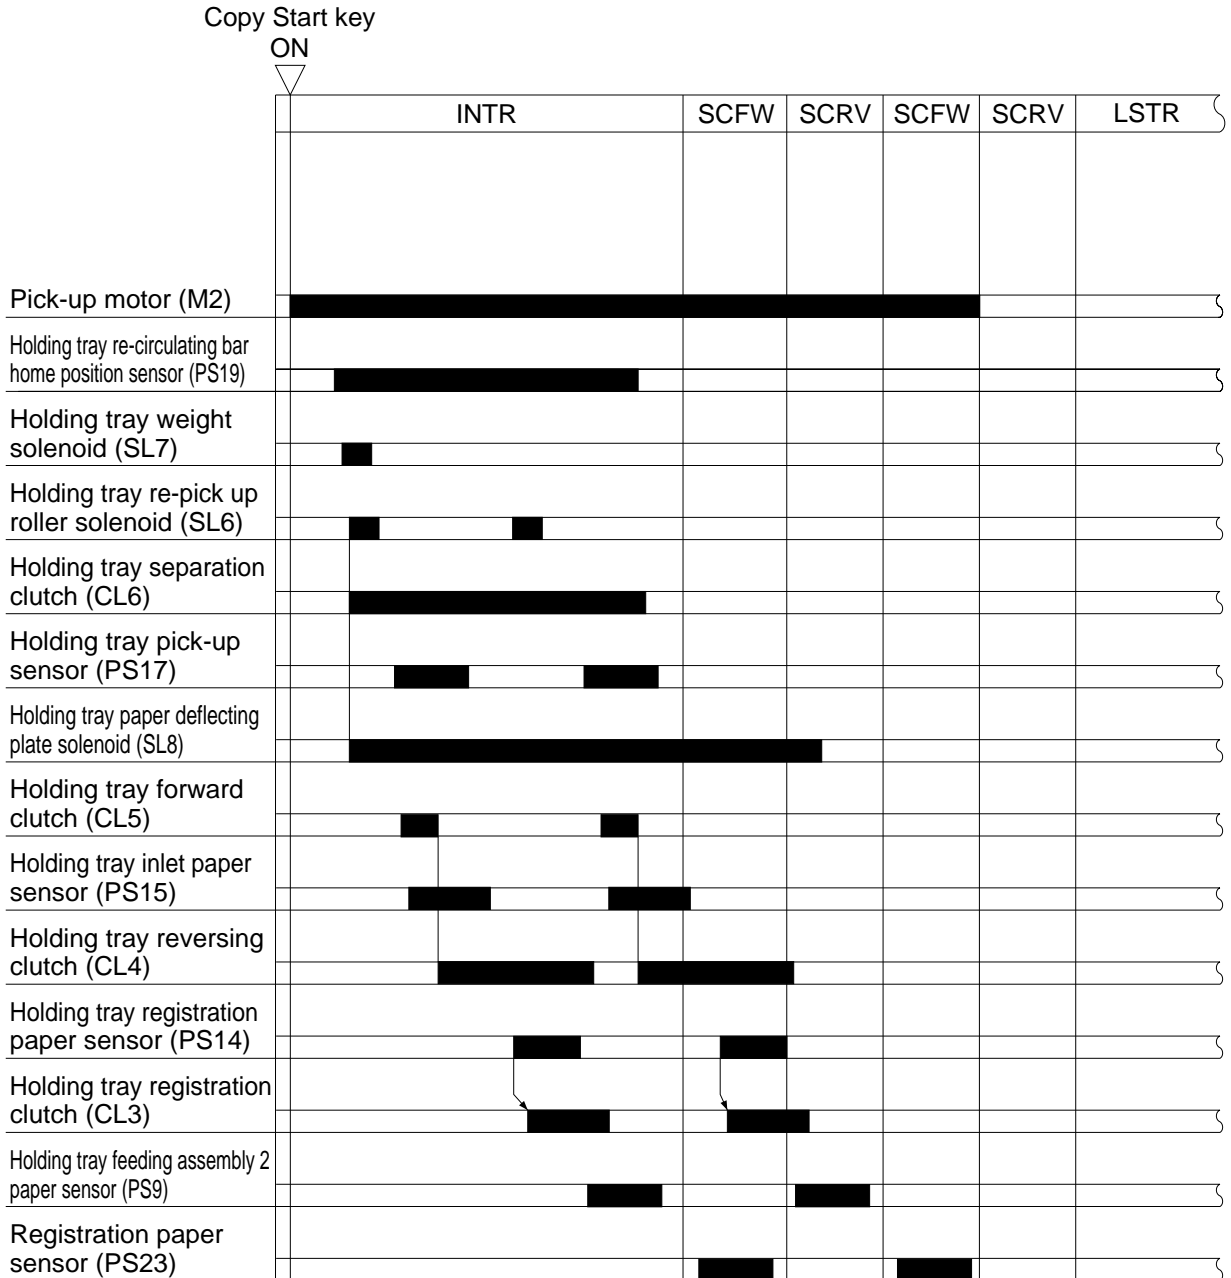 Copy Start key
ON
INTR SCFW SCRV SCFW SCRV LSTR
Pick-up motor (M2)
Holding tray re-circulating bar
home position sensor (PS19)
Holding tray weight
solenoid (SL7)
Holding tray re-pick up
roller solenoid (SL6)
Holding tray separation
clutch (CL6)
Holding tray pick-up
sensor (PS17)
Holding tray paper deflecting
plate solenoid (SL8)
Holding tray forward
clutch (CL5)
Holding tray inlet paper
sensor (PS15)
Holding tray reversing
clutch (CL4)
Holding tray registration
paper sensor (PS14)
Holding tray registration
clutch (CL3)
Holding tray feeding assembly 2
paper sensor (PS9)
Registration paper
sensor (PS23)